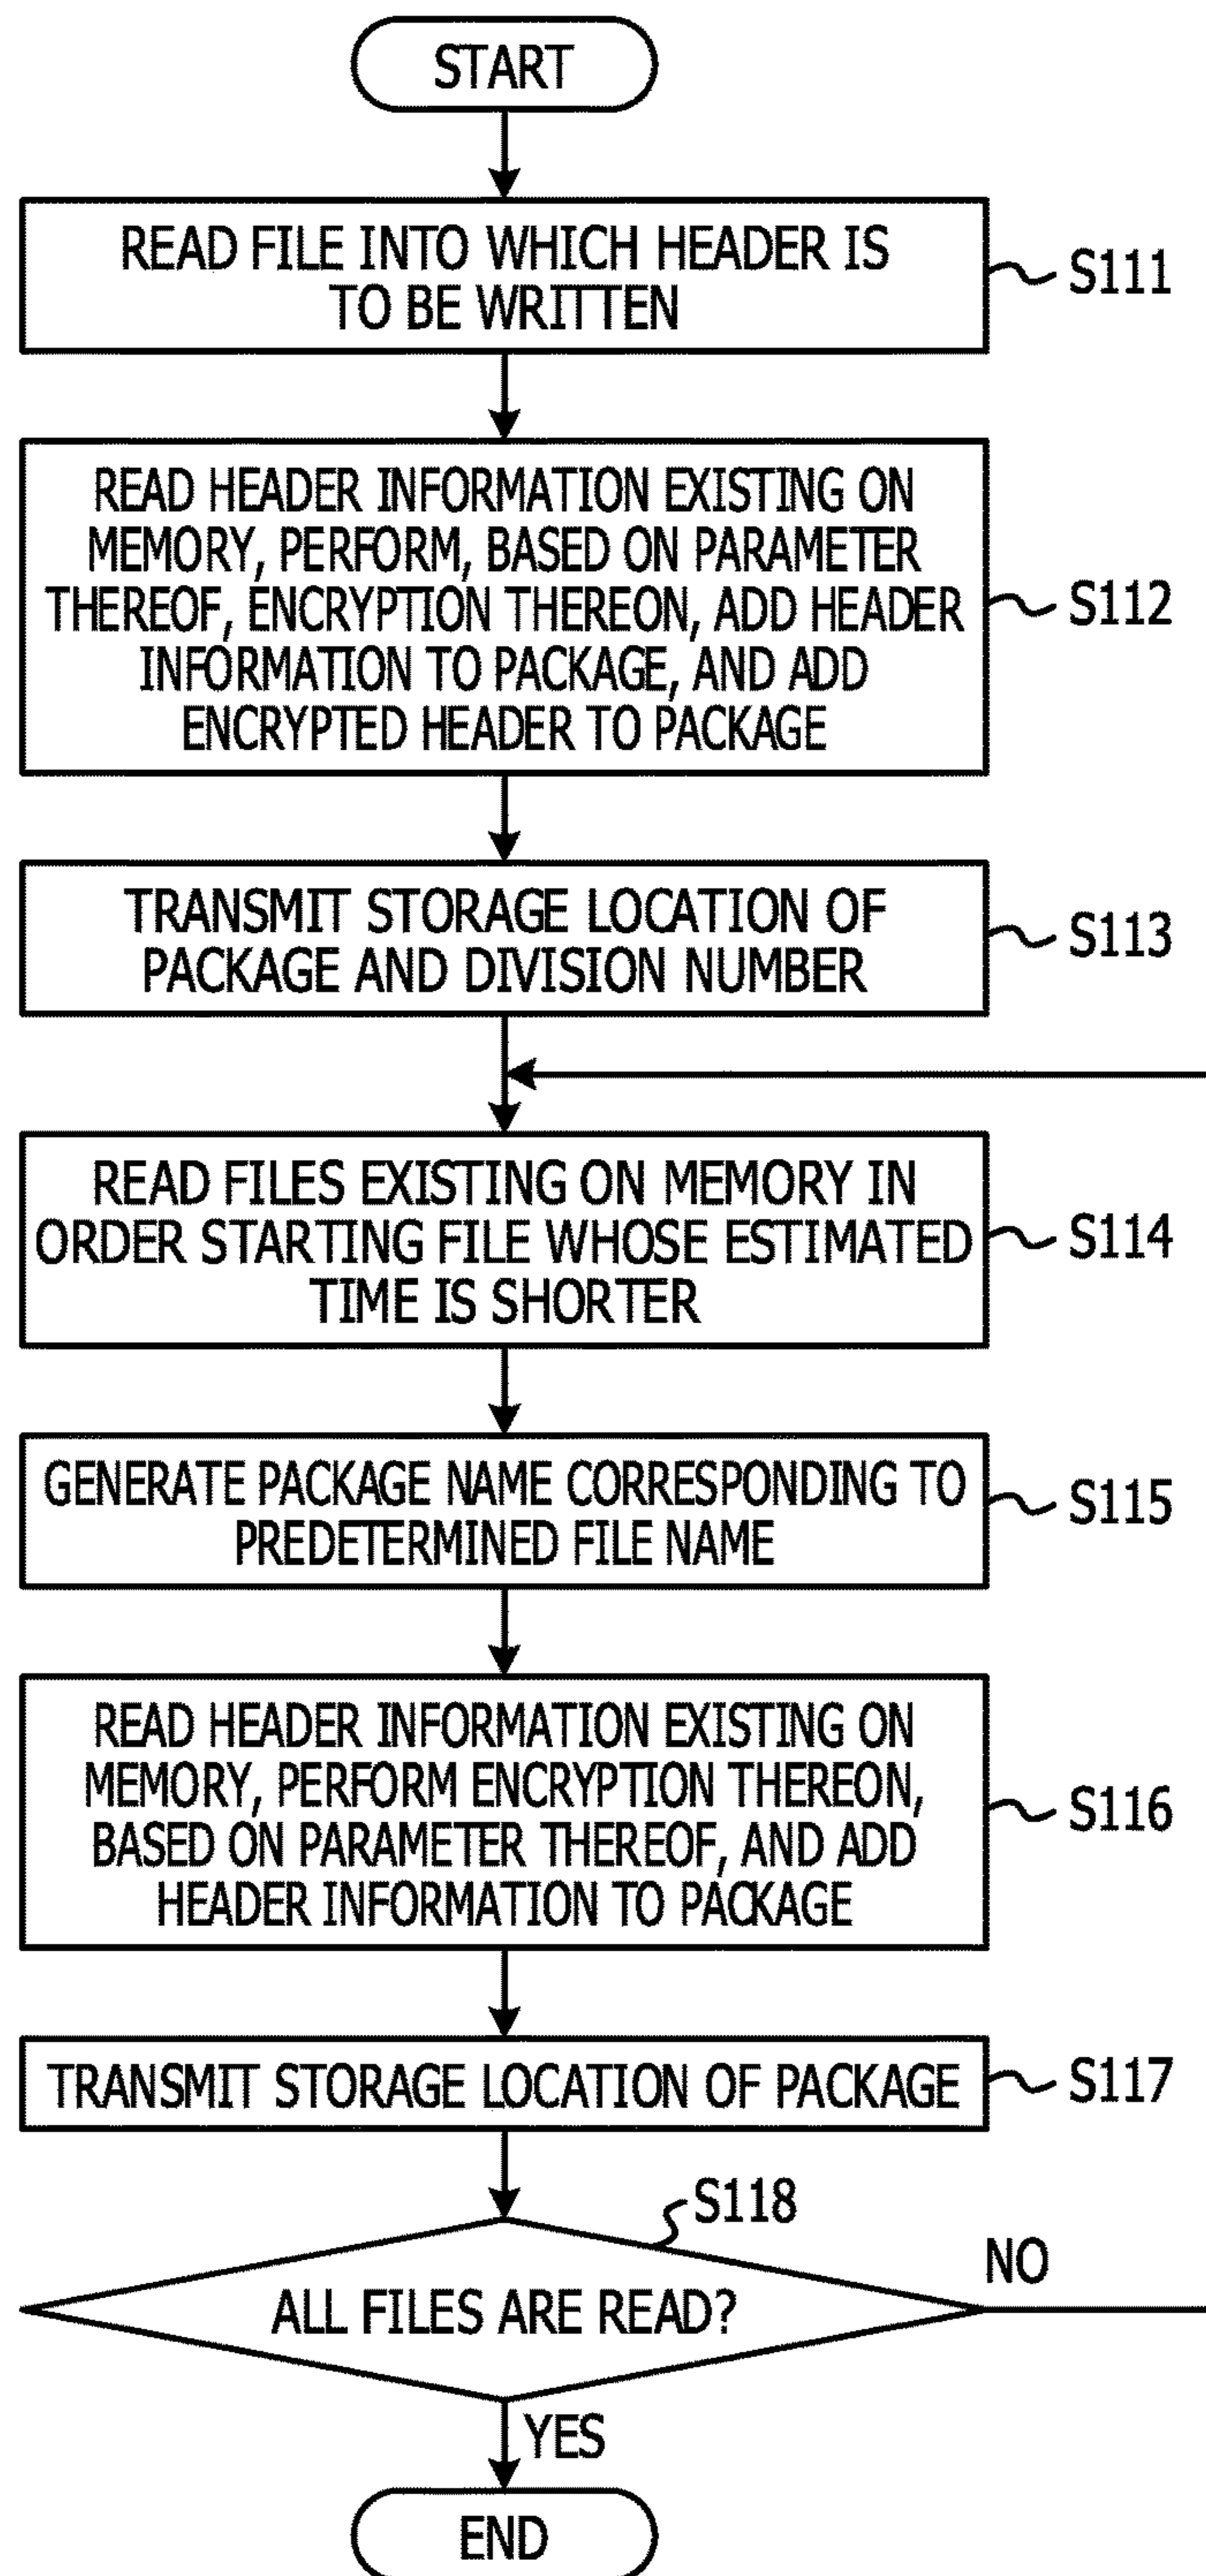 START
READ FILE INTO WHICH HEADER IS
TO BE WRITTEN
S111
READ HEADER INFORMATION EXISTING ON
MEMORY, PERFORM, BASED ON PARAMETER
THEREOF, ENCRYPTION THEREON, ADD HEADER
INFORMATION TO PACKAGE, AND ADD
ENCRYPTED HEADER TO PACKAGE
S112
TRANSMIT STORAGE LOCATION OF
PACKAGE AND DIVISION NUMBER
S113
READ FILES EXISTING ON MEMORY IN
ORDER STARTING FILE WHOSE ESTIMATED
TIME IS SHORTER
S114
GENERATE PACKAGE NAME CORRESPONDING TO
PREDETERMINED FILE NAME
S115
READ HEADER INFORMATION EXISTING ON
MEMORY, PERFORM ENCRYPTION THEREON,
BASED ON PARAMETER THEREOF, AND ADD
HEADER INFORMATION TO PACKAGE
S116
TRANSMIT STORAGE LOCATION OF PACKAGE
S117
S118
ALL FILES ARE READ?
NO
YES
END